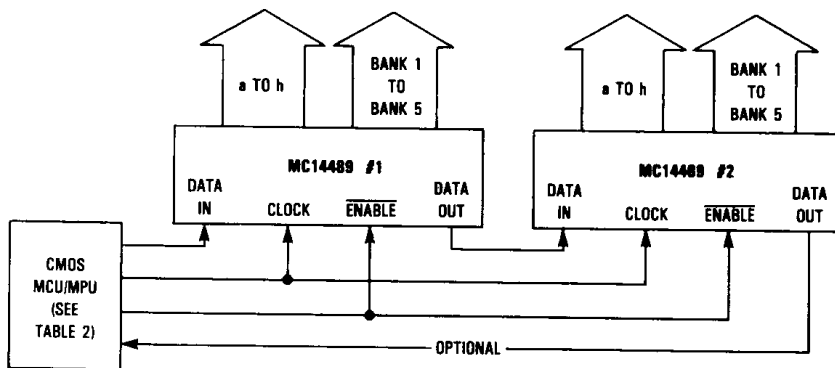 a TO h
BANK 1
TO
BANK 5
a TO h
BANK 1
TO
BANK 5
MC14489 #1
DATA
IN
CLOCK
ENABLE
DATA
OUT
MC14489 #2
DATA
IN
CLOCK
ENABLE
DATA
OUT
CMOS
MCU/MPU
(SEE
TABLE 2)
OPTIONAL